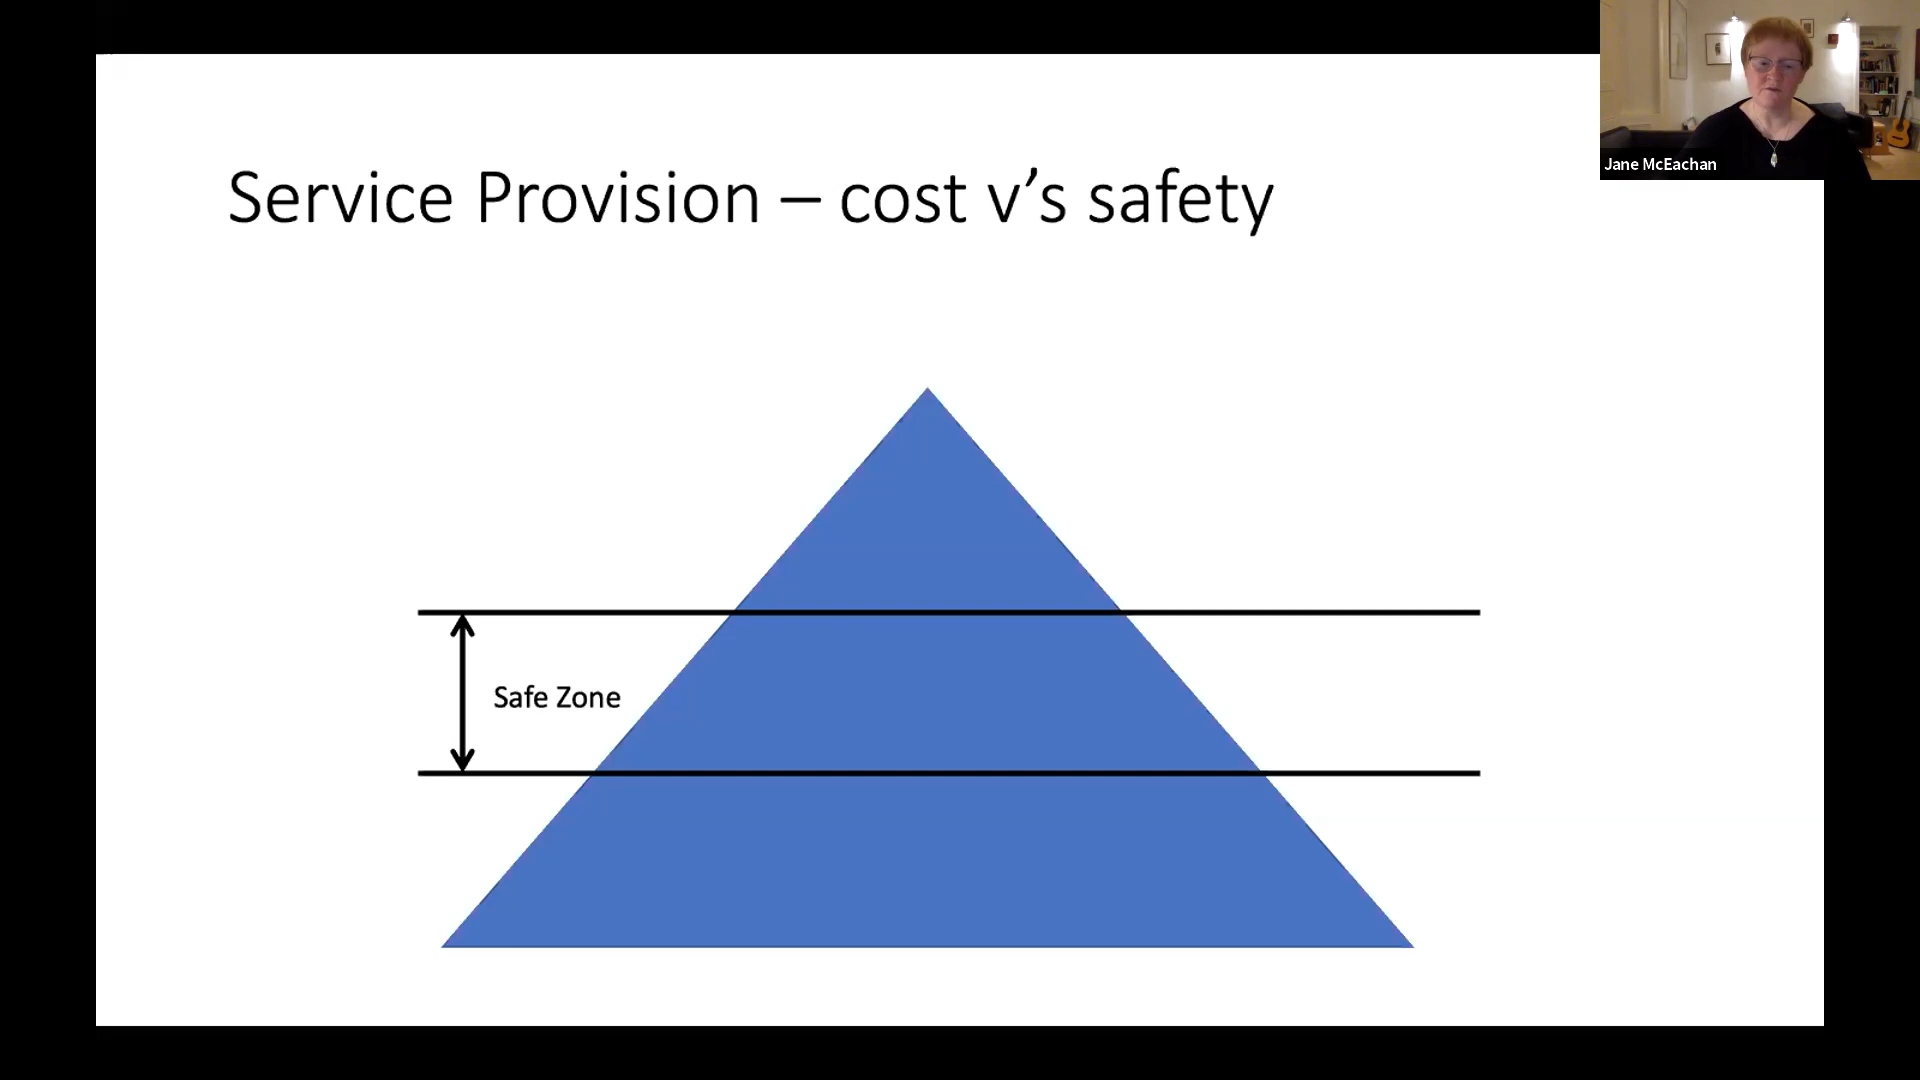 Service Provision – cost v’s safety
Jane McEachan
Safe Zone